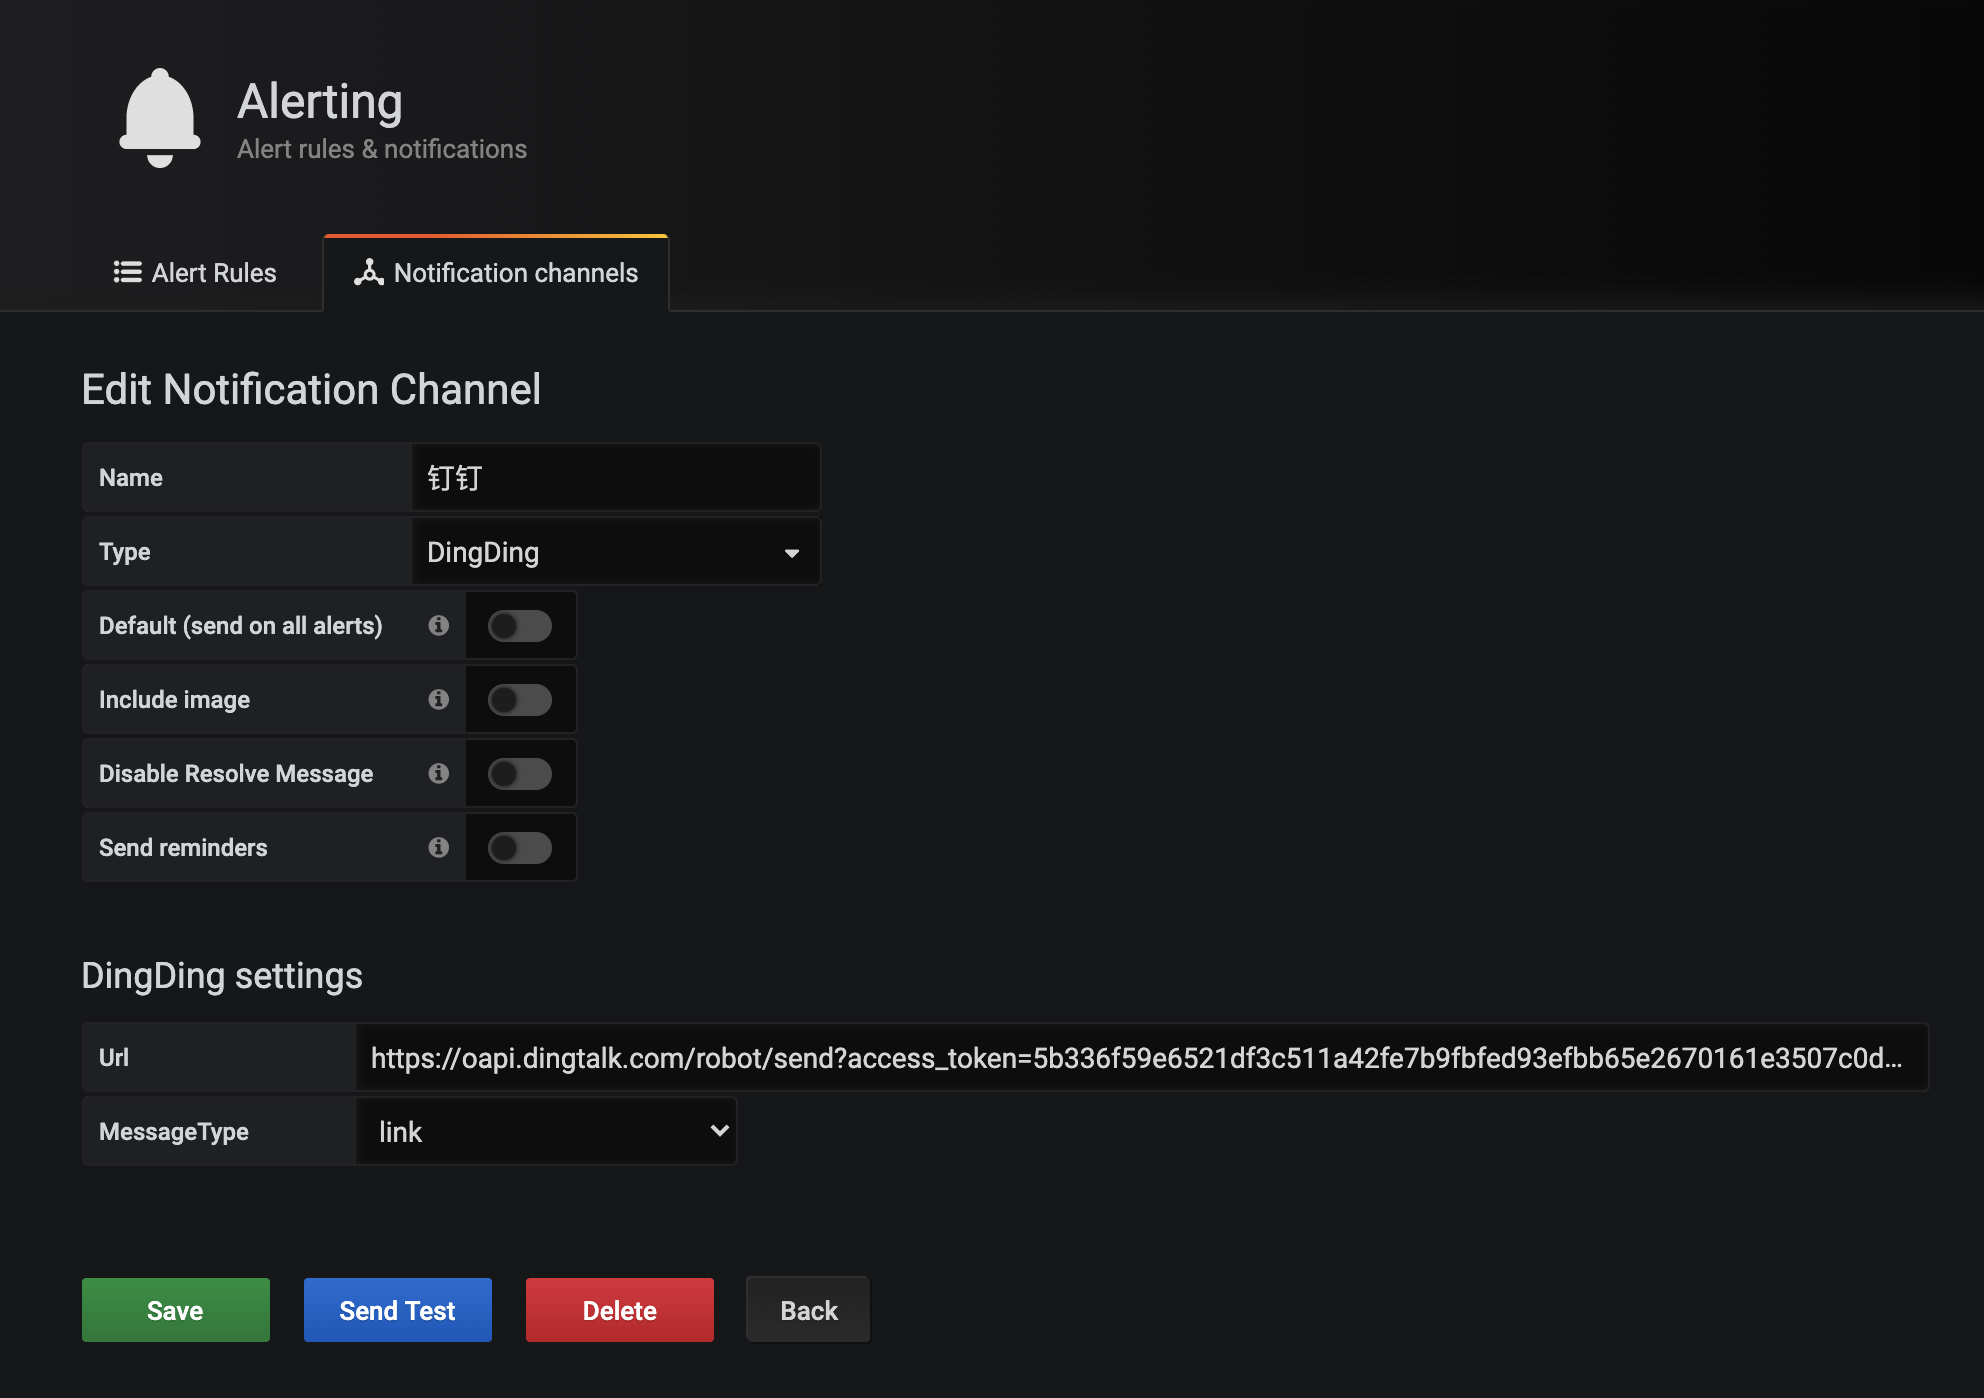 Alerting
Alert rules & notifications
Alert Rules
Notification channels
Edit Notification Channel
Name
钉钉
Type
DingDing
Default (send on all alerts)
Include image
Disable Resolve Message
Send reminders
DingDing settings
Url
https://oapi.dingtalk.com/robot/send?access_token=5b336f59e6521df3c511a42fe7b9fbfed93efbb65e2670161e3507c0d...
MessageType
link
Save
Send Test
Delete
Back